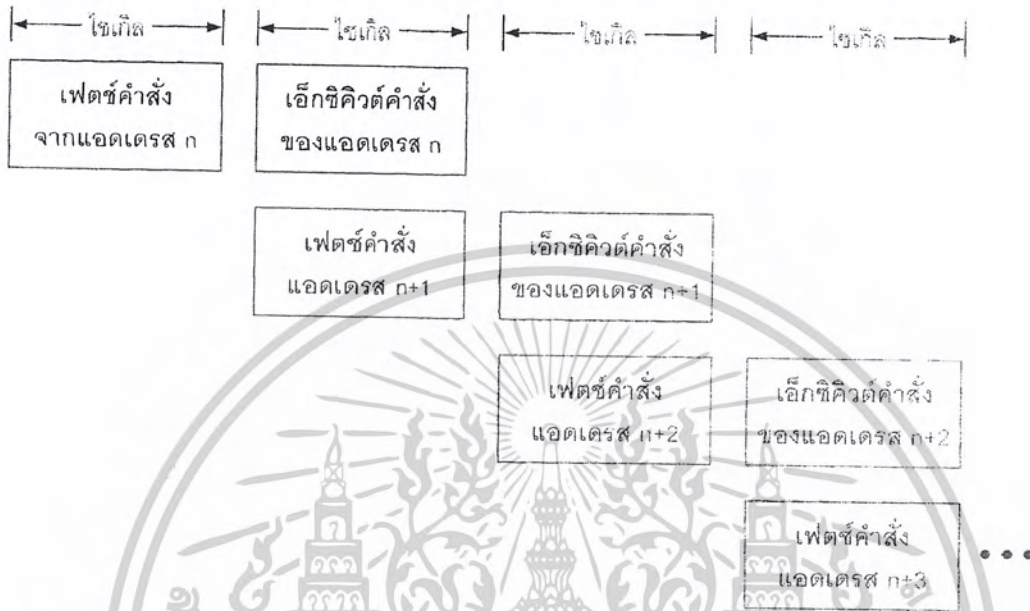 ไซเกิล ไซเกิล ไซเกิล ไซเกิล
เฟตช์คำสั่ง
จากแอดเดรส n
เอ็กซิคิวต์คำสั่ง
ของแอดเดรส n
เฟตช์คำสั่ง
แอดเดรส n+1
เอ็กซิคิวต์คำสั่ง
ของแอดเดรส n+1
เฟตช์คำสั่ง
แอดเดรส n+2
เอ็กซิคิวต์คำสั่ง
ของแอดเดรส n+2
เฟตช์คำสั่ง
แอดเดรส n+3